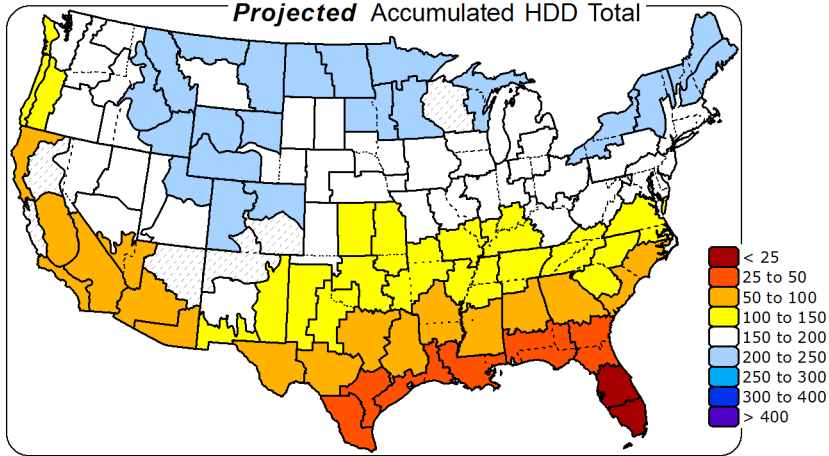 Projected Accumulated HDD Total
< 25
25 to 50
50 to 100
100 to 150
150 to 200
200 to 250
250 to 300
300 to 400
> 400